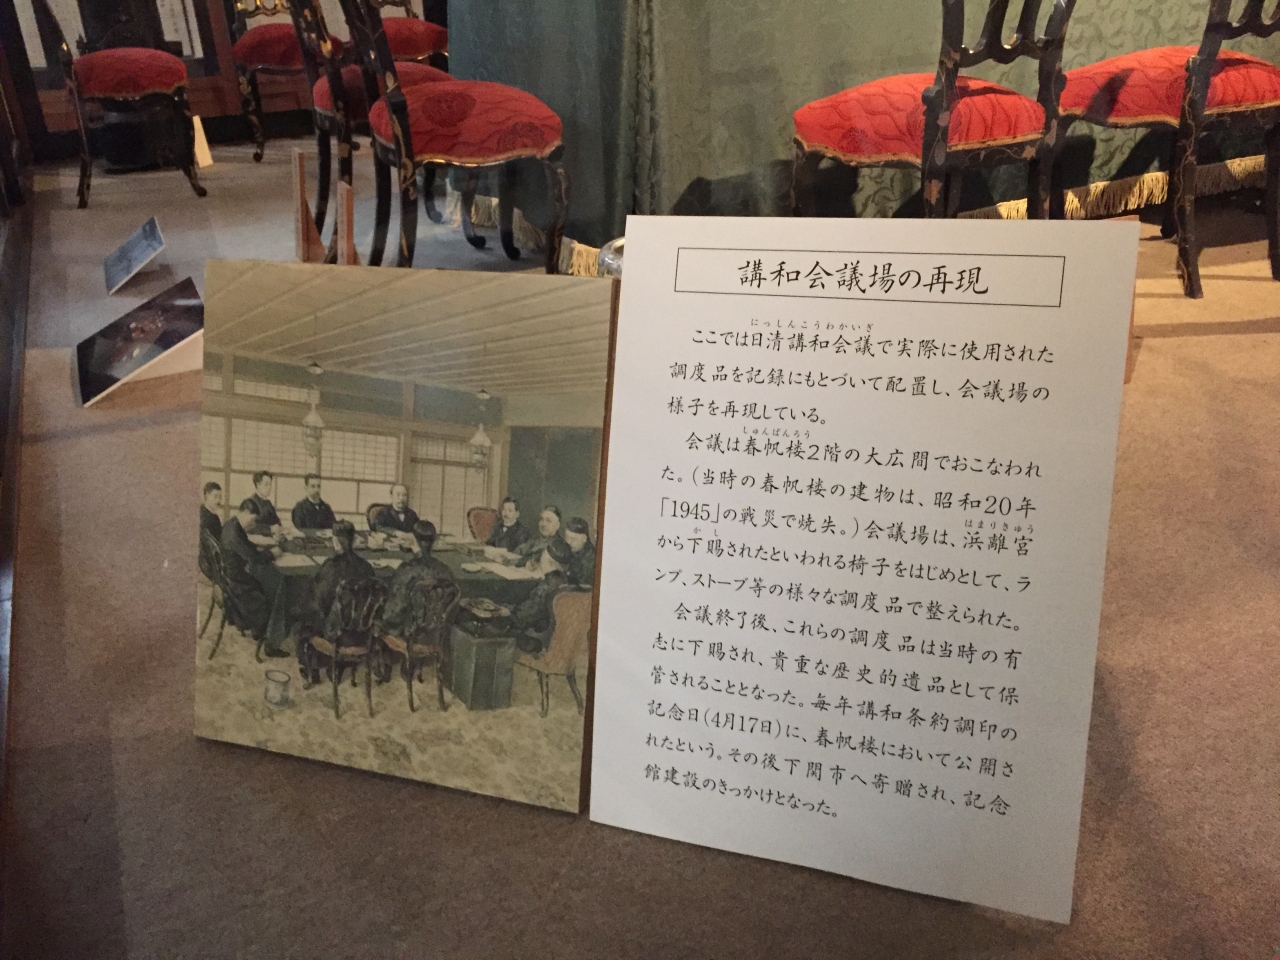 講和会議場の再現
にっしんこうわかいぎ
ここでは日清講和会議で実際に使用された
調度品を記録にもとづいて配置し、会議場の
様子を再現している。
しゅんぱんろう
会議は春帆楼2階の大広間でおこなわれ
た。(当時の春帆楼の建物は、昭和20年
「1945」の戦災で焼失。)会議場は、浜離宮
はまりきゅう
かし
から下賜されたといわれる椅子をはじめとして、ラ
ンプ、ストーブ等の様々な調度品で整えられた。
会議終了後、これらの調度品は当時の有
志に下賜され、貴重な歴史的遺品として保
管されることとなった。毎年講和条約調印の
記念日(4月17日)に、春帆楼において公開さ
れたという。その後下関市へ寄贈され、記念
館建設のきっかけとなった。